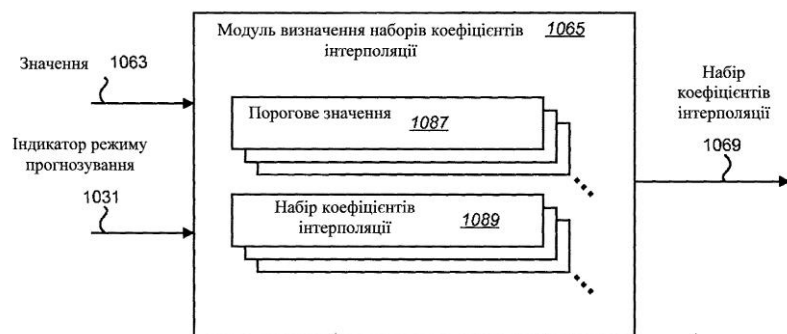 Модуль визначення наборів коефіцієнтів 1065
інтерполяції
Значення 1063
Порогове значення 1087
Індикатор режиму
прогнозування
1031
Набір коефіцієнтів
інтерполяції 1089
Набір
коефіцієнтів
інтерполяції
1069